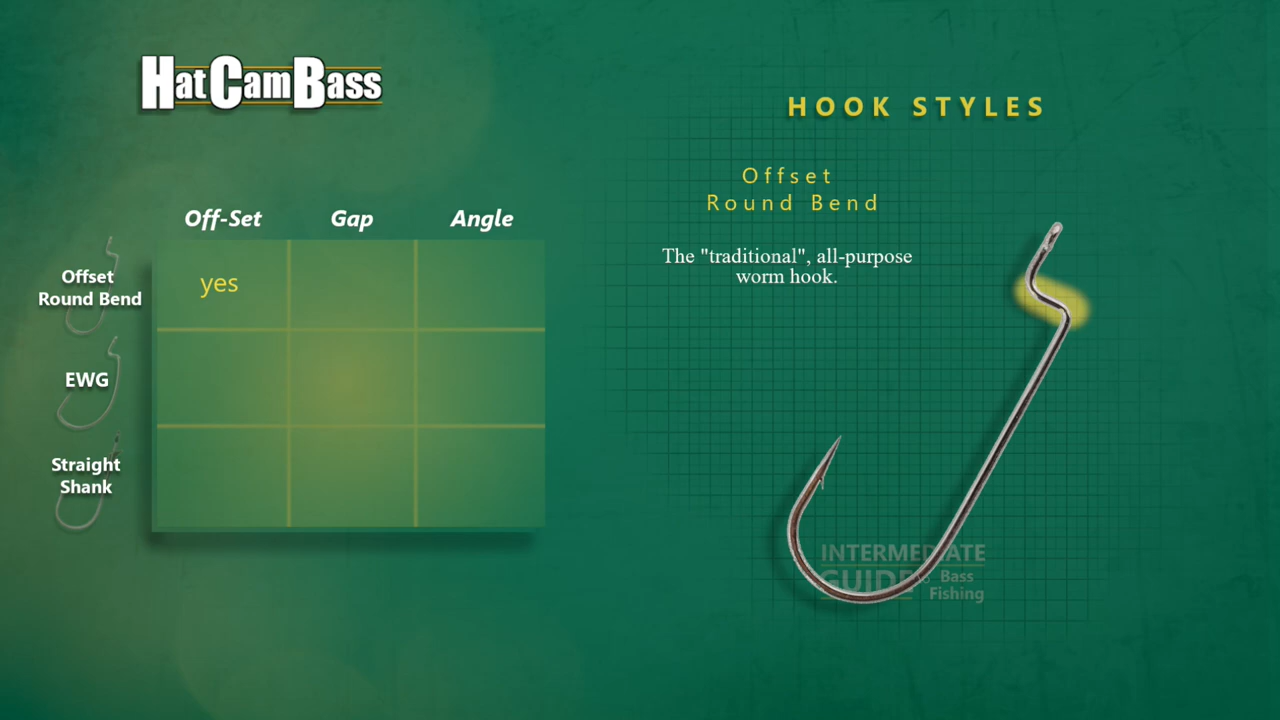 HatCamBass
HOOK STYLES
Offset
Round Bend
The "traditional", all-purpose
worm hook.
Off-Set Gap Angle
Offset
Round Bend
yes
EWG
Straight
Shank
INTERMEDIATE
GUIDE
Bass
Fishing